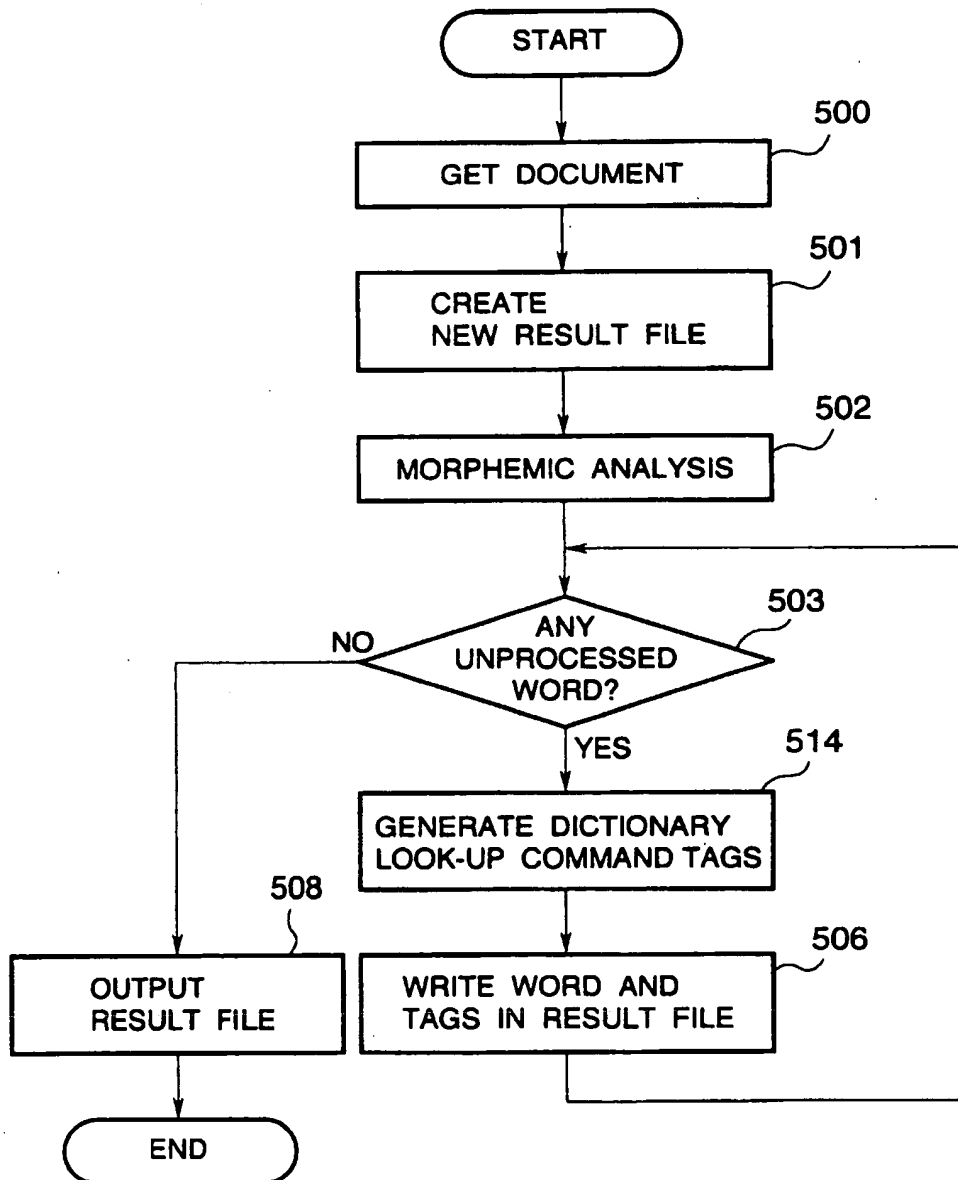 START
500
GET DOCUMENT
501
CREATE
NEW RESULT FILE
502
MORPHEMIC ANALYSIS
503
ANY
UNPROCESSED
WORD?
NO
YES
514
GENERATE DICTIONARY
LOOK-UP COMMAND TAGS
508
OUTPUT
RESULT FILE
506
WRITE WORD AND
TAGS IN RESULT FILE
END